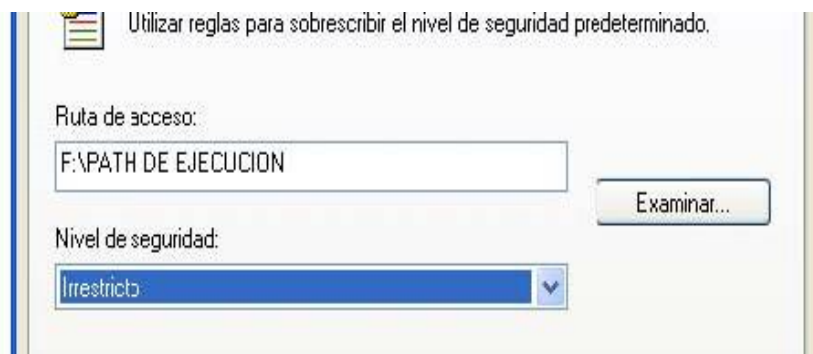 Utilizar reglas para sobrescribir el nivel de seguridad predeterminado.
Ruta de acceso:
F:\PATH DE EJECUCION
Examinar...
Nivel de seguridad:
Irrestricto